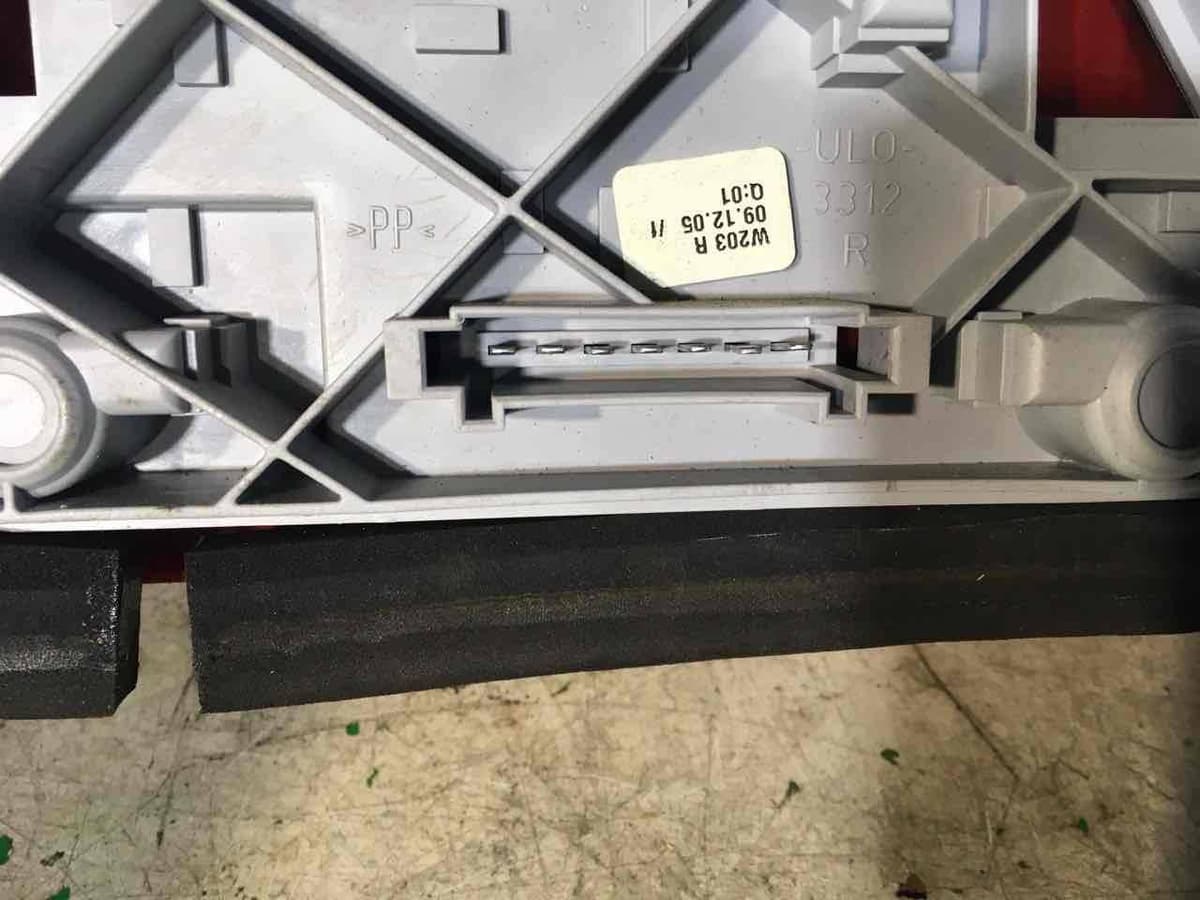 -ULO-
3312
R
>PP<
W203 R
09.12.05 /1
Q:01